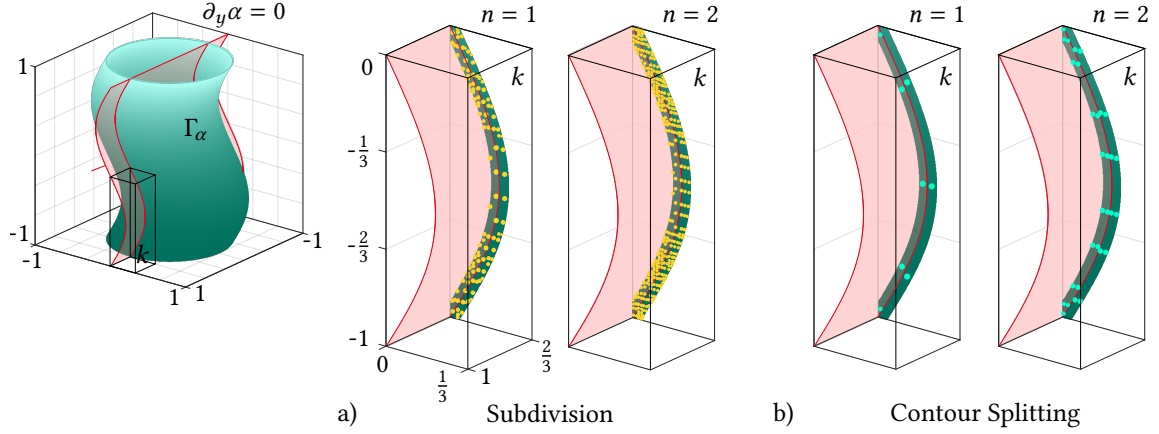 ∂_yα = 0
1
Γ_α
-1
-1
k
1
1
-1
n = 1
n = 2
0
k
k
-1/3
-2/3
-1
0
1/3
1
2/3
a)
Subdivision
n = 1
n = 2
k
k
b)
Contour Splitting